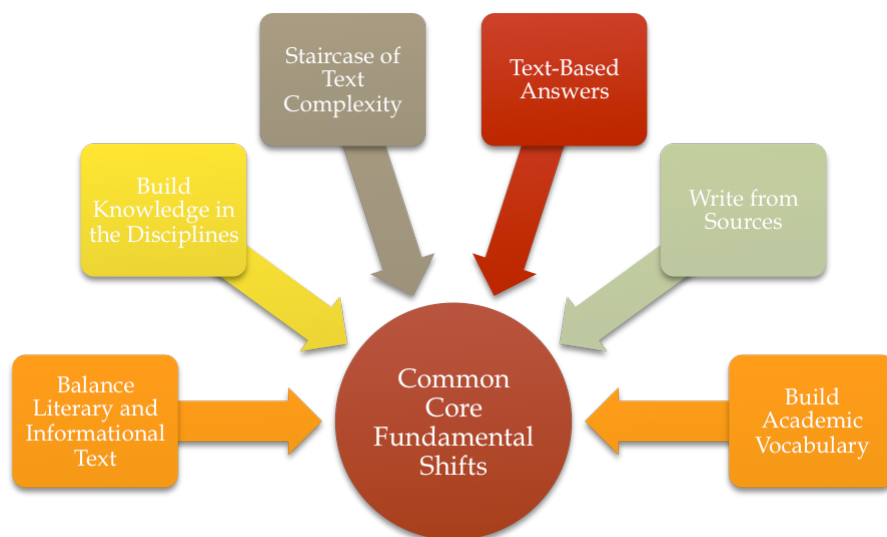 Staircase of
Text
Complexity
Text-Based
Answers
Build
Knowledge in
the Disciplines
Write from
Sources
Balance
Literary and
Informational
Text
Common
Core
Fundamental
Shifts
Build
Academic
Vocabulary